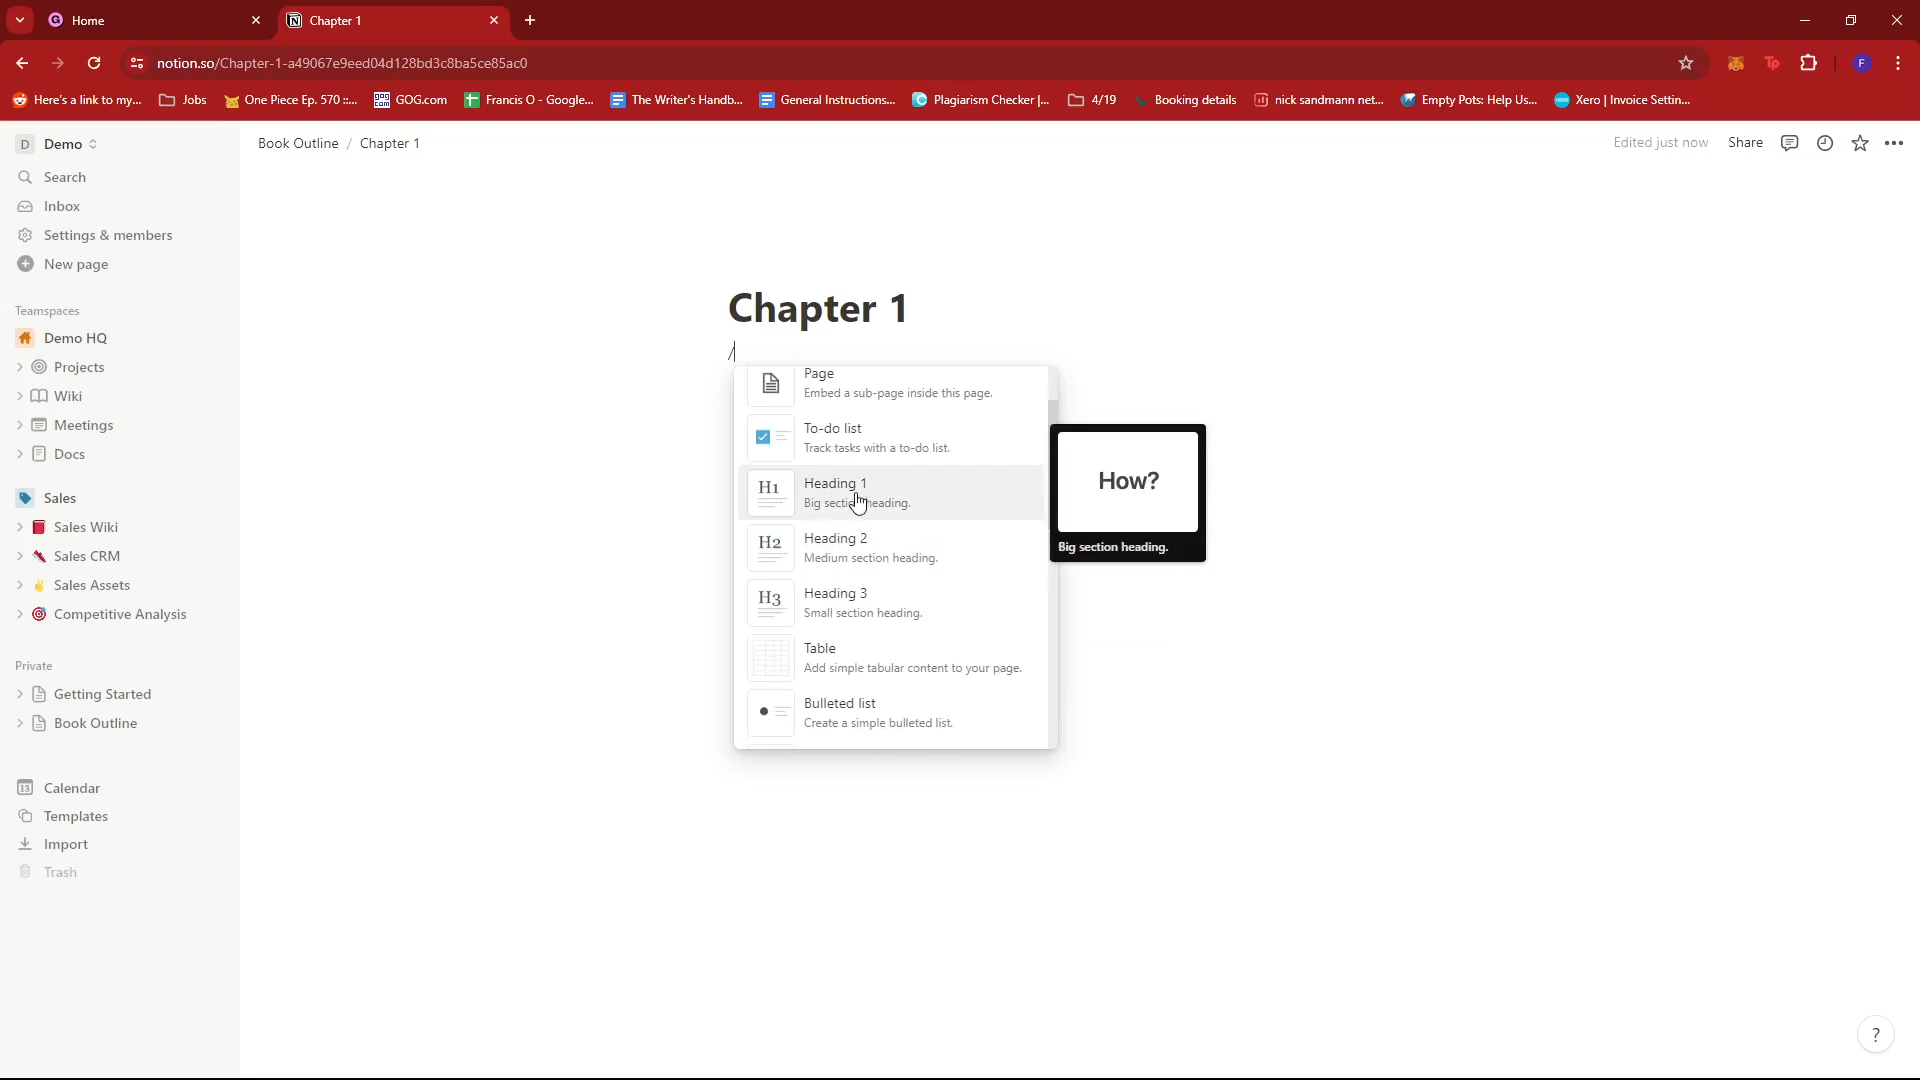 Home
Chapter 1
notion.so/Chapter-1-a49067e9eed04d128bd3c8ba5ce85ac0
F
Here's a link to my...
Jobs
One Piece Ep. 570 ::...
GOG.com
Francis O - Google...
The Writer's Handb...
General Instructions...
Plagiarism Checker |...
4/19
Booking details
nick sandmann net...
Empty Pots: Help Us...
Xero | Invoice Settin...
D Demo
Book Outline / Chapter 1
Edited just now
Share
Search
Inbox
Settings & members
New page
Teamspaces
Demo HQ
Projects
Wiki
Meetings
Docs
Sales
Sales Wiki
Sales CRM
Sales Assets
Competitive Analysis
Private
Getting Started
Book Outline
13 Calendar
Templates
Import
Trash
Chapter 1
/
Page
Embed a sub-page inside this page.
To-do list
Track tasks with a to-do list.
H1 Heading 1
Big section heading.
H2 Heading 2
Medium section heading.
H3 Heading 3
Small section heading.
Table
Add simple tabular content to your page.
Bulleted list
Create a simple bulleted list.
How?
Big section heading.
?